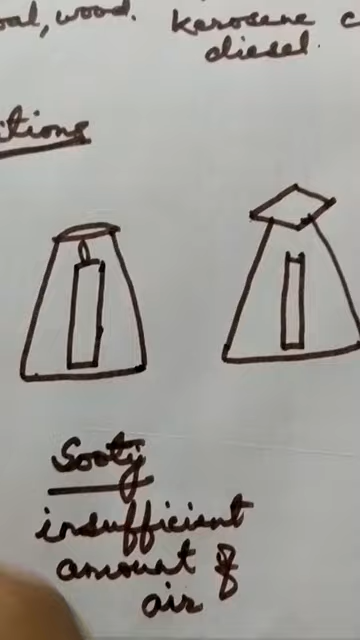 wood. Kerosene
diesel.
Sooty
insufficient
amount of
air